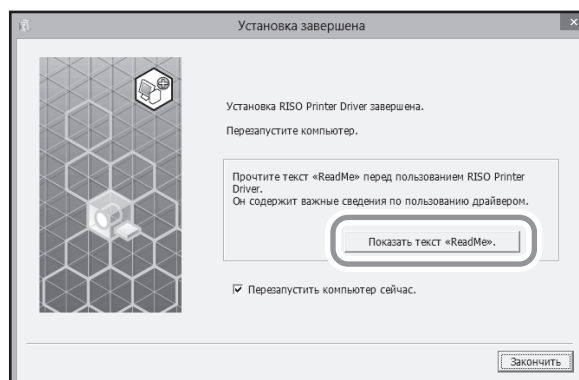 Установка завершена
Установка RISO Printer Driver завершена.
Перезапустите компьютер.
Прочтите текст «ReadMe» перед пользованием RISO Printer
Driver.
Он содержит важные сведения по пользованию драйвером.
Показать текст «ReadMe».
Перезапустить компьютер сейчас.
Закончить